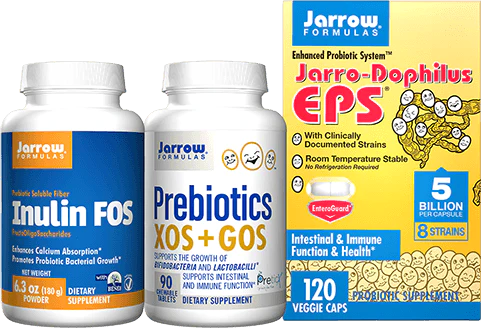 Jarrow
FORMULAS
Prebiotic Soluble Fiber
Inulin FOS
FructoOligoSaccharides
Enhances Calcium Absorption*
Promotes Probiotic Bacterial Growth*
NET WEIGHT
6.3 oz (180 g)
POWDER
WITH
BENEO
DIETARY
SUPPLEMENT
Jarrow
FORMULAS
Prebiotics
XOS+GOS
SUPPORTS THE GROWTH OF
BIFIDOBACTERIA AND LACTOBACILLI*
SUPPORTS INTESTINAL
AND IMMUNE FUNCTION*
90
CHEWABLE
TABLETS
PreticX
DIETARY SUPPLEMENT
Jarrow
FORMULAS
Enhanced Probiotic System™
Jarro-Dophilus
EPS®
• With Clinically
Documented Strains
• Room Temperature Stable
No Refrigeration Required
EnteroGuard®
5
BILLION
PER CAPSULE
8 STRAINS
Intestinal & Immune
Function & Health*
120
VEGGIE CAPS
PROBIOTIC SUPPLEMENT